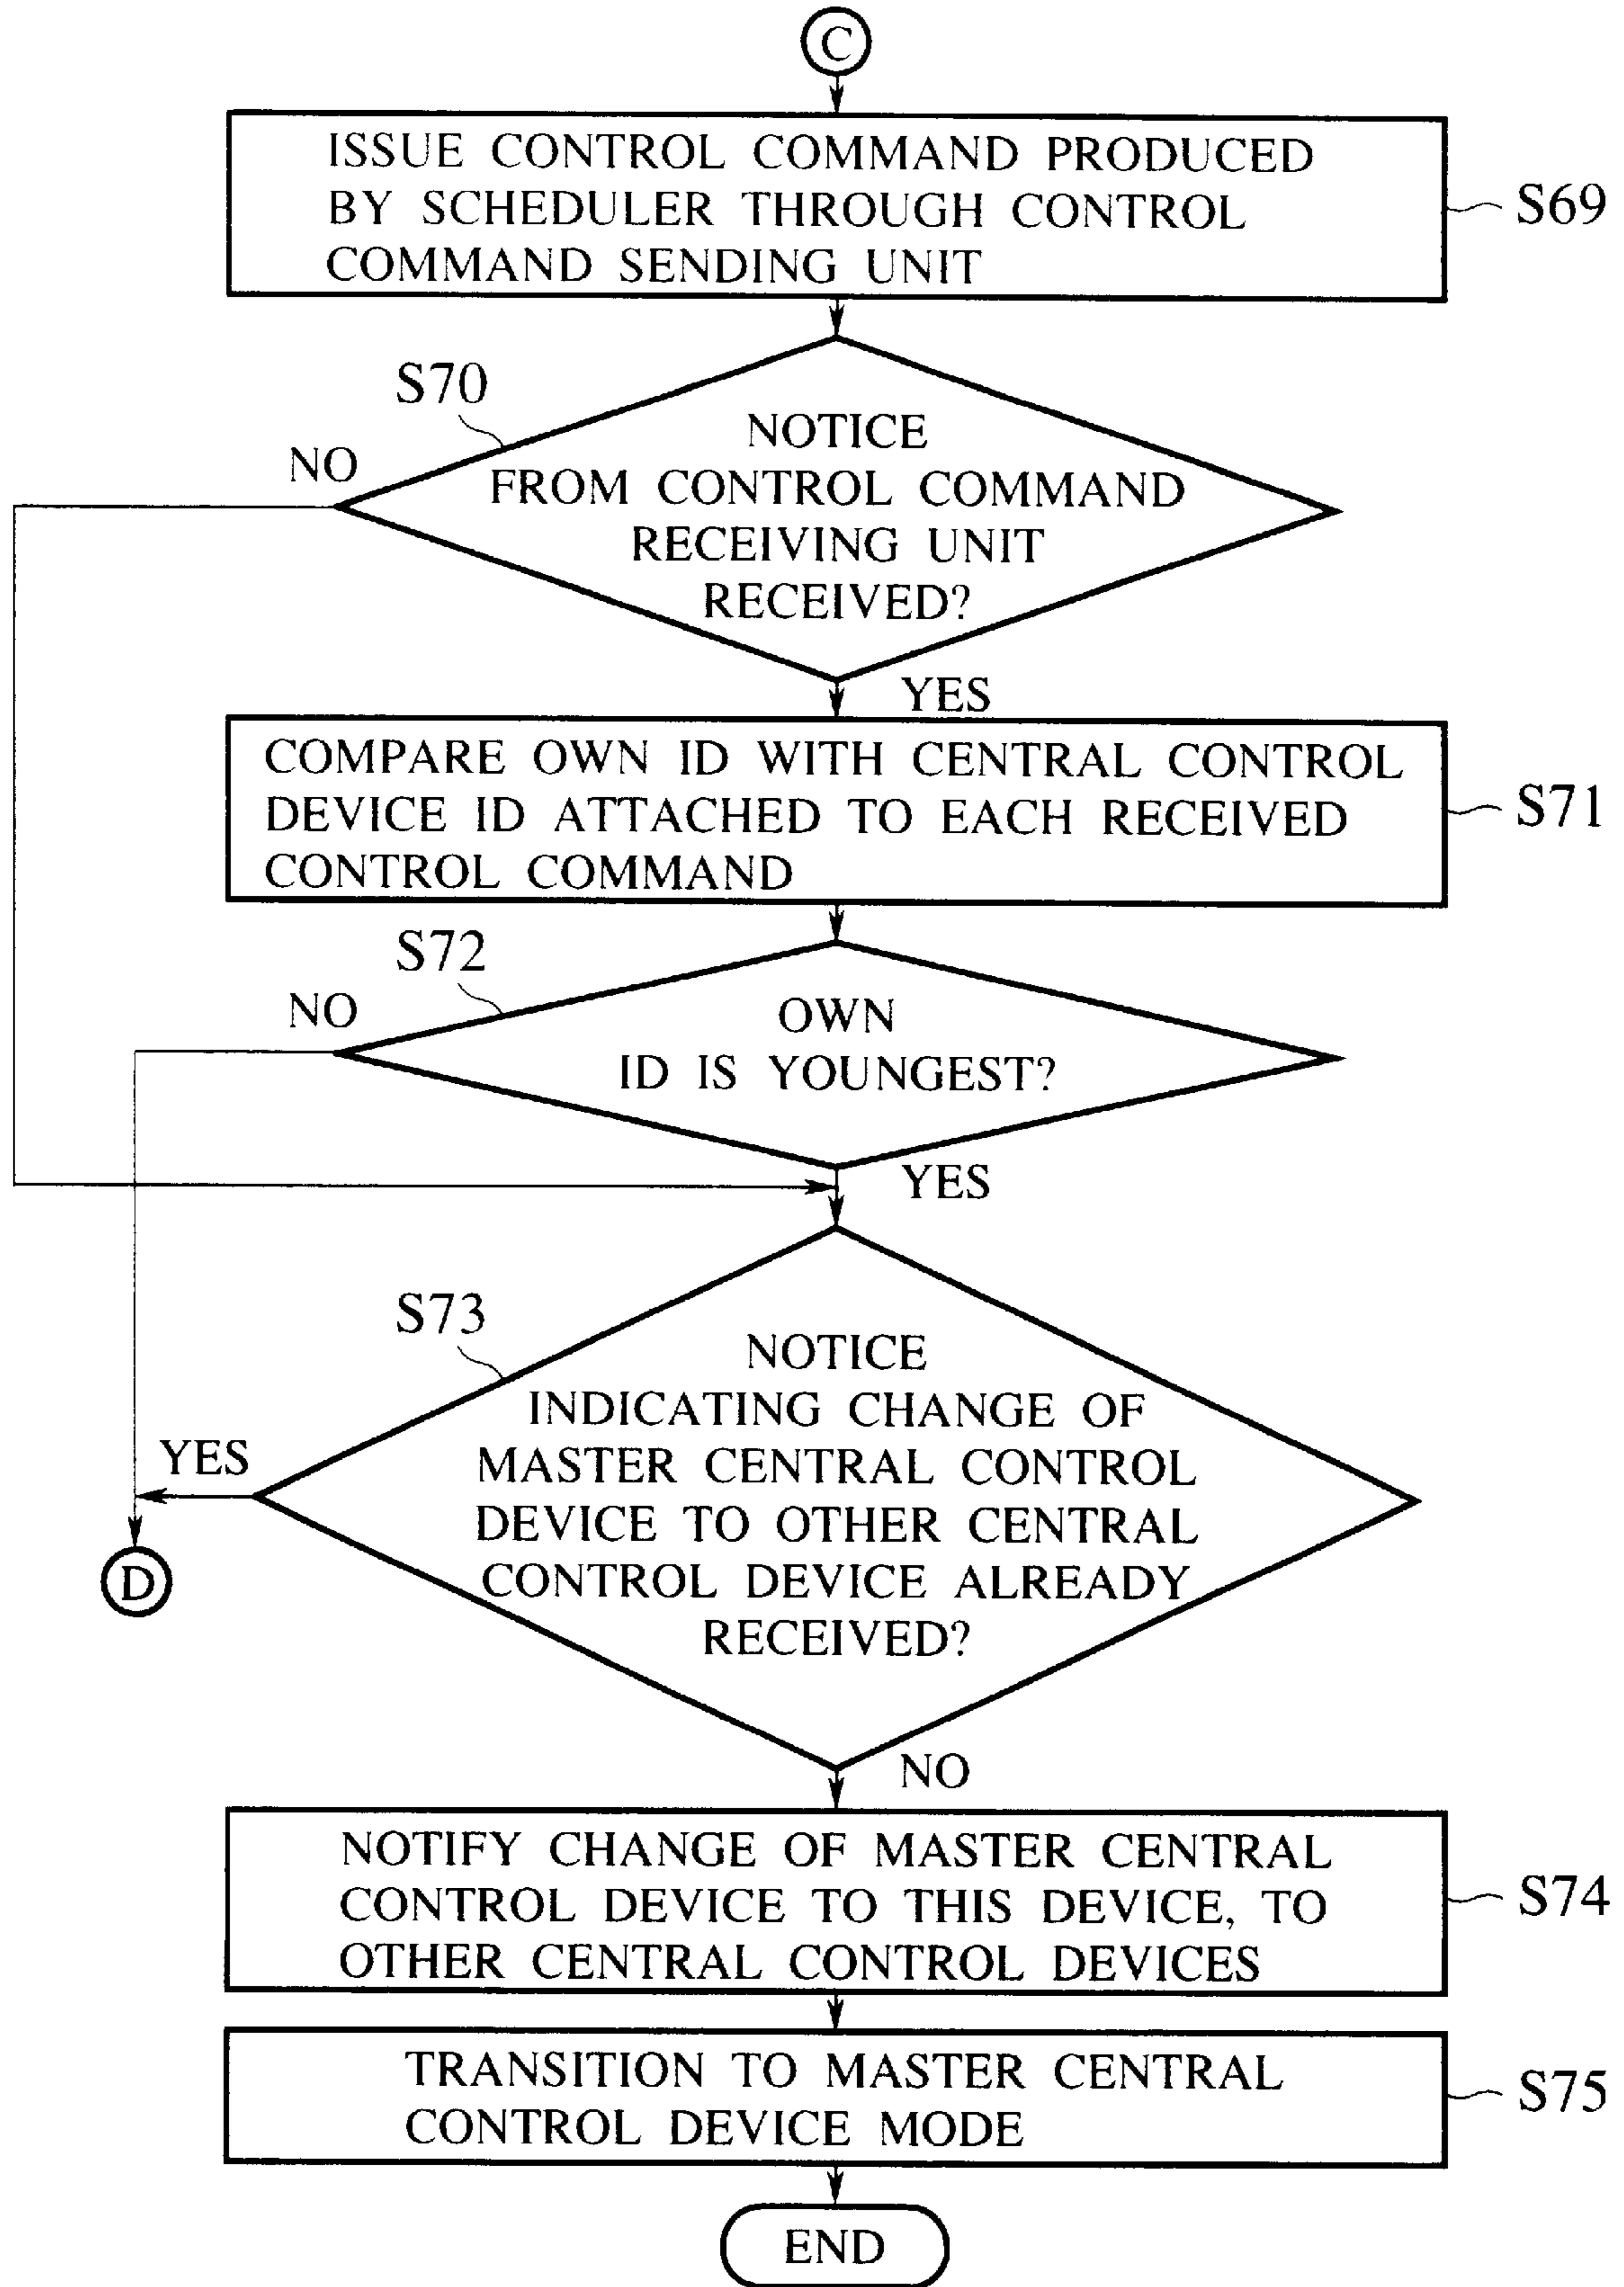 C
ISSUE CONTROL COMMAND PRODUCED
BY SCHEDULER THROUGH CONTROL
COMMAND SENDING UNIT
S69
S70
NO
NOTICE
FROM CONTROL COMMAND
RECEIVING UNIT
RECEIVED?
YES
COMPARE OWN ID WITH CENTRAL CONTROL
DEVICE ID ATTACHED TO EACH RECEIVED
CONTROL COMMAND
S71
S72
NO
OWN
ID IS YOUNGEST?
YES
S73
NOTICE
INDICATING CHANGE OF
MASTER CENTRAL CONTROL
DEVICE TO OTHER CENTRAL
CONTROL DEVICE ALREADY
RECEIVED?
YES
D
NO
NOTIFY CHANGE OF MASTER CENTRAL
CONTROL DEVICE TO THIS DEVICE, TO
OTHER CENTRAL CONTROL DEVICES
S74
TRANSITION TO MASTER CENTRAL
CONTROL DEVICE MODE
S75
END